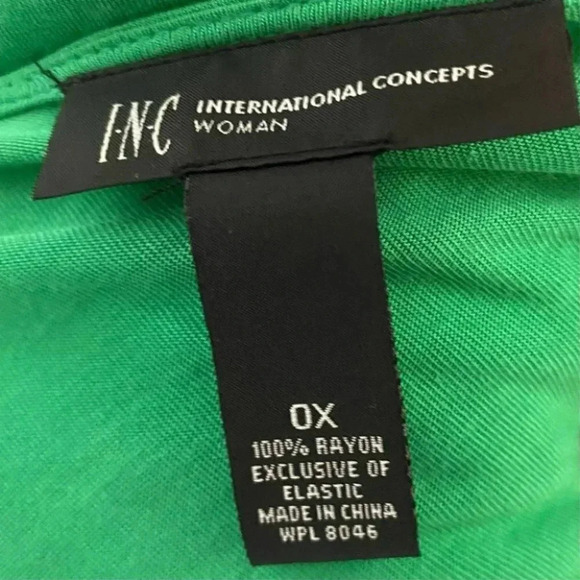 I·N·C INTERNATIONAL CONCEPTS
WOMAN
0X
100% RAYON
EXCLUSIVE OF
ELASTIC
MADE IN CHINA
WPL 8046